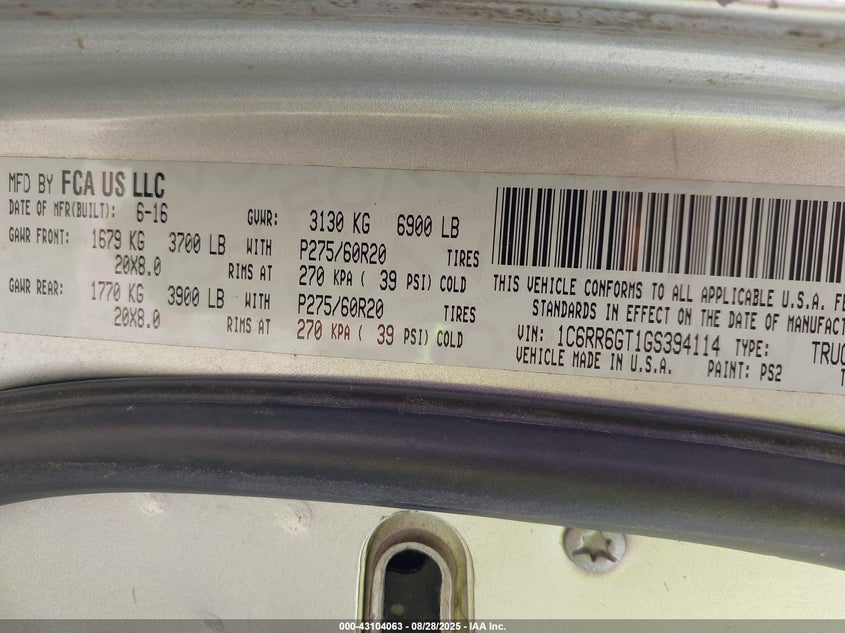 MFD BY FCA US LLC
DATE OF MFR(BUILT): 6-16 GVWR: 3130 KG 6900 LB
GAWR FRONT: 1679 KG 3700 LB WITH P275/60R20 TIRES
20X8.0 RIMS AT 270 KPA ( 39 PSI) COLD
GAWR REAR: 1770 KG 3900 LB WITH P275/60R20 TIRES
20X8.0 RIMS AT 270 KPA ( 39 PSI) COLD
THIS VEHICLE CONFORMS TO ALL APPLICABLE U.S.A. FE
STANDARDS IN EFFECT ON THE DATE OF MANUFACT
VIN: 1C6RR6GT1GS394114 TYPE: TRUC
VEHICLE MADE IN U.S.A. PAINT: PS2 T
000-43104063 - 08/28/2025 - IAA Inc.